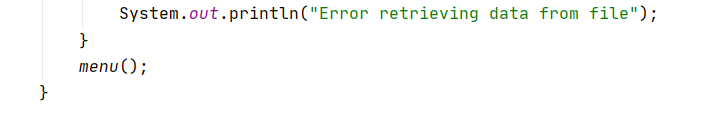 System.out.println("Error retrieving data from file");
}
menu();
}